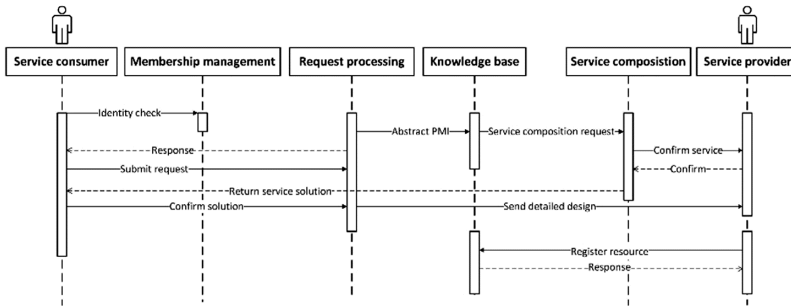 Service consumer
Membership management
Request processing
Knowledge base
Service composistion
Service provider
Identity check
Abstract PMI
Service composition request
Response
Confirm service
Submit request
Confirm
Return service solution
Confirm solution
Send detailed design
Register resource
Response